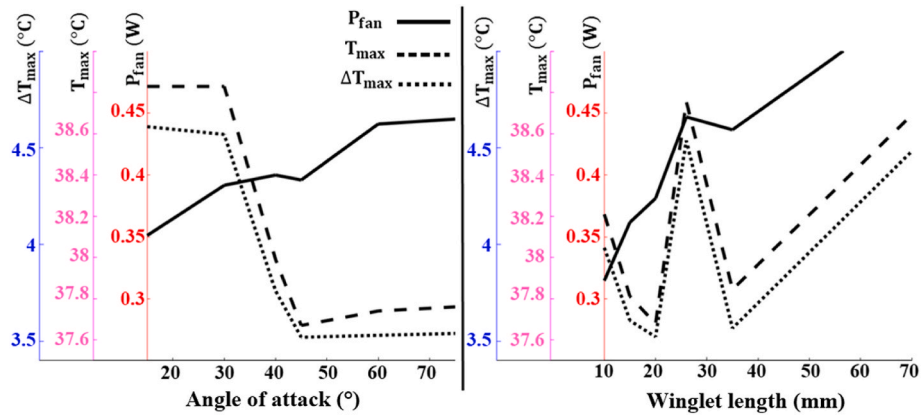 ΔTmax (°C)
Tmax (°C)
Pfan (W)
Pfan
Tmax
ΔTmax
4.5
4
3.5
38.6
38.4
38.2
38
37.8
37.6
0.45
0.4
0.35
0.3
20 30 40 50 60 70
Angle of attack (°)
ΔTmax (°C)
Tmax (°C)
Pfan (W)
4.5
4
3.5
38.6
38.4
38.2
38
37.8
37.6
0.45
0.4
0.35
0.3
10 20 30 40 50 60 70
Winglet length (mm)